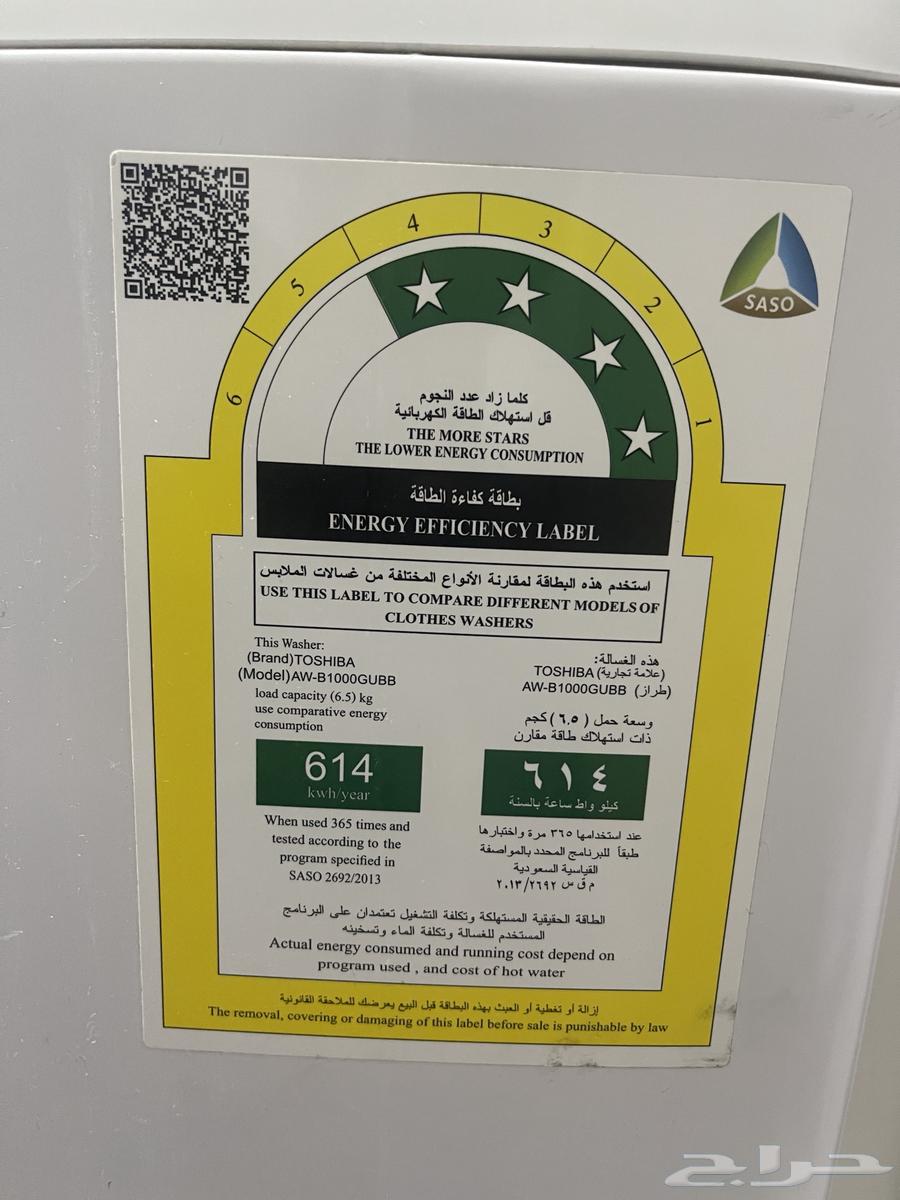 4
3
5
2
6
1
SASO
كلما زاد عدد النجوم
قل استهلاك الطاقة الكهربائية
THE MORE STARS
THE LOWER ENERGY CONSUMPTION
بطاقة كفاءة الطاقة
ENERGY EFFICIENCY LABEL
استخدم هذه البطاقة لمقارنة الأنواع المختلفة من غسالات الملابس
USE THIS LABEL TO COMPARE DIFFERENT MODELS OF
CLOTHES WASHERS
This Washer:
(Brand)TOSHIBA
(Model)AW-B1000GUBB
load capacity (6.5) kg
use comparative energy
consumption
614
kwh/year
When used 365 times and
tested according to the
program specified in
SASO 2692/2013
هذه الغسالة:
(علامة تجارية) TOSHIBA
(طراز) AW-B1000GUBB
وسعة حمل (٦.٥) كجم
ذات استهلاك طاقة مقارن
٦١٤
كيلو واط ساعة بالسنة
عند استخدامها ٣٦٥ مرة واختبارها
طبقاً للبرنامج المحدد بالمواصفة
القياسية السعودية
م ق س ٢٠١٣/٢٦٩٢
الطاقة الحقيقية المستهلكة وتكلفة التشغيل تعتمدان على البرنامج
المستخدم للغسالة وتكلفة الماء وتسخينه
Actual energy consumed and running cost depend on
program used , and cost of hot water
إزالة أو تغطية أو العبث بهذه البطاقة قبل البيع يعرضك للملاحقة القانونية
The removal, covering or damaging of this label before sale is punishable by law
حراج